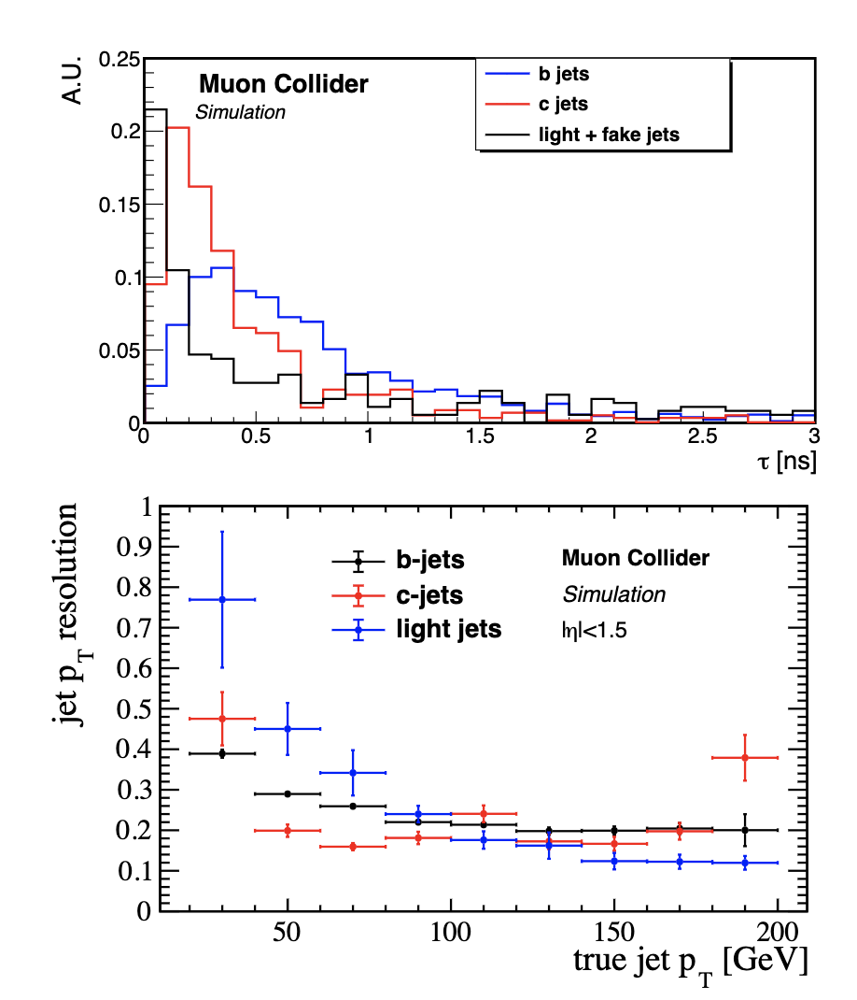 A.U.
0.25
0.2
0.15
0.1
0.05
0
Muon Collider
Simulation
b jets
c jets
light + fake jets
0 0.5 1 1.5 2 2.5 3
τ [ns]
jet p_T resolution
1
0.9
0.8
0.7
0.6
0.5
0.4
0.3
0.2
0.1
0
b-jets
c-jets
light jets
Muon Collider
Simulation
|η|<1.5
50 100 150 200
true jet p_T [GeV]